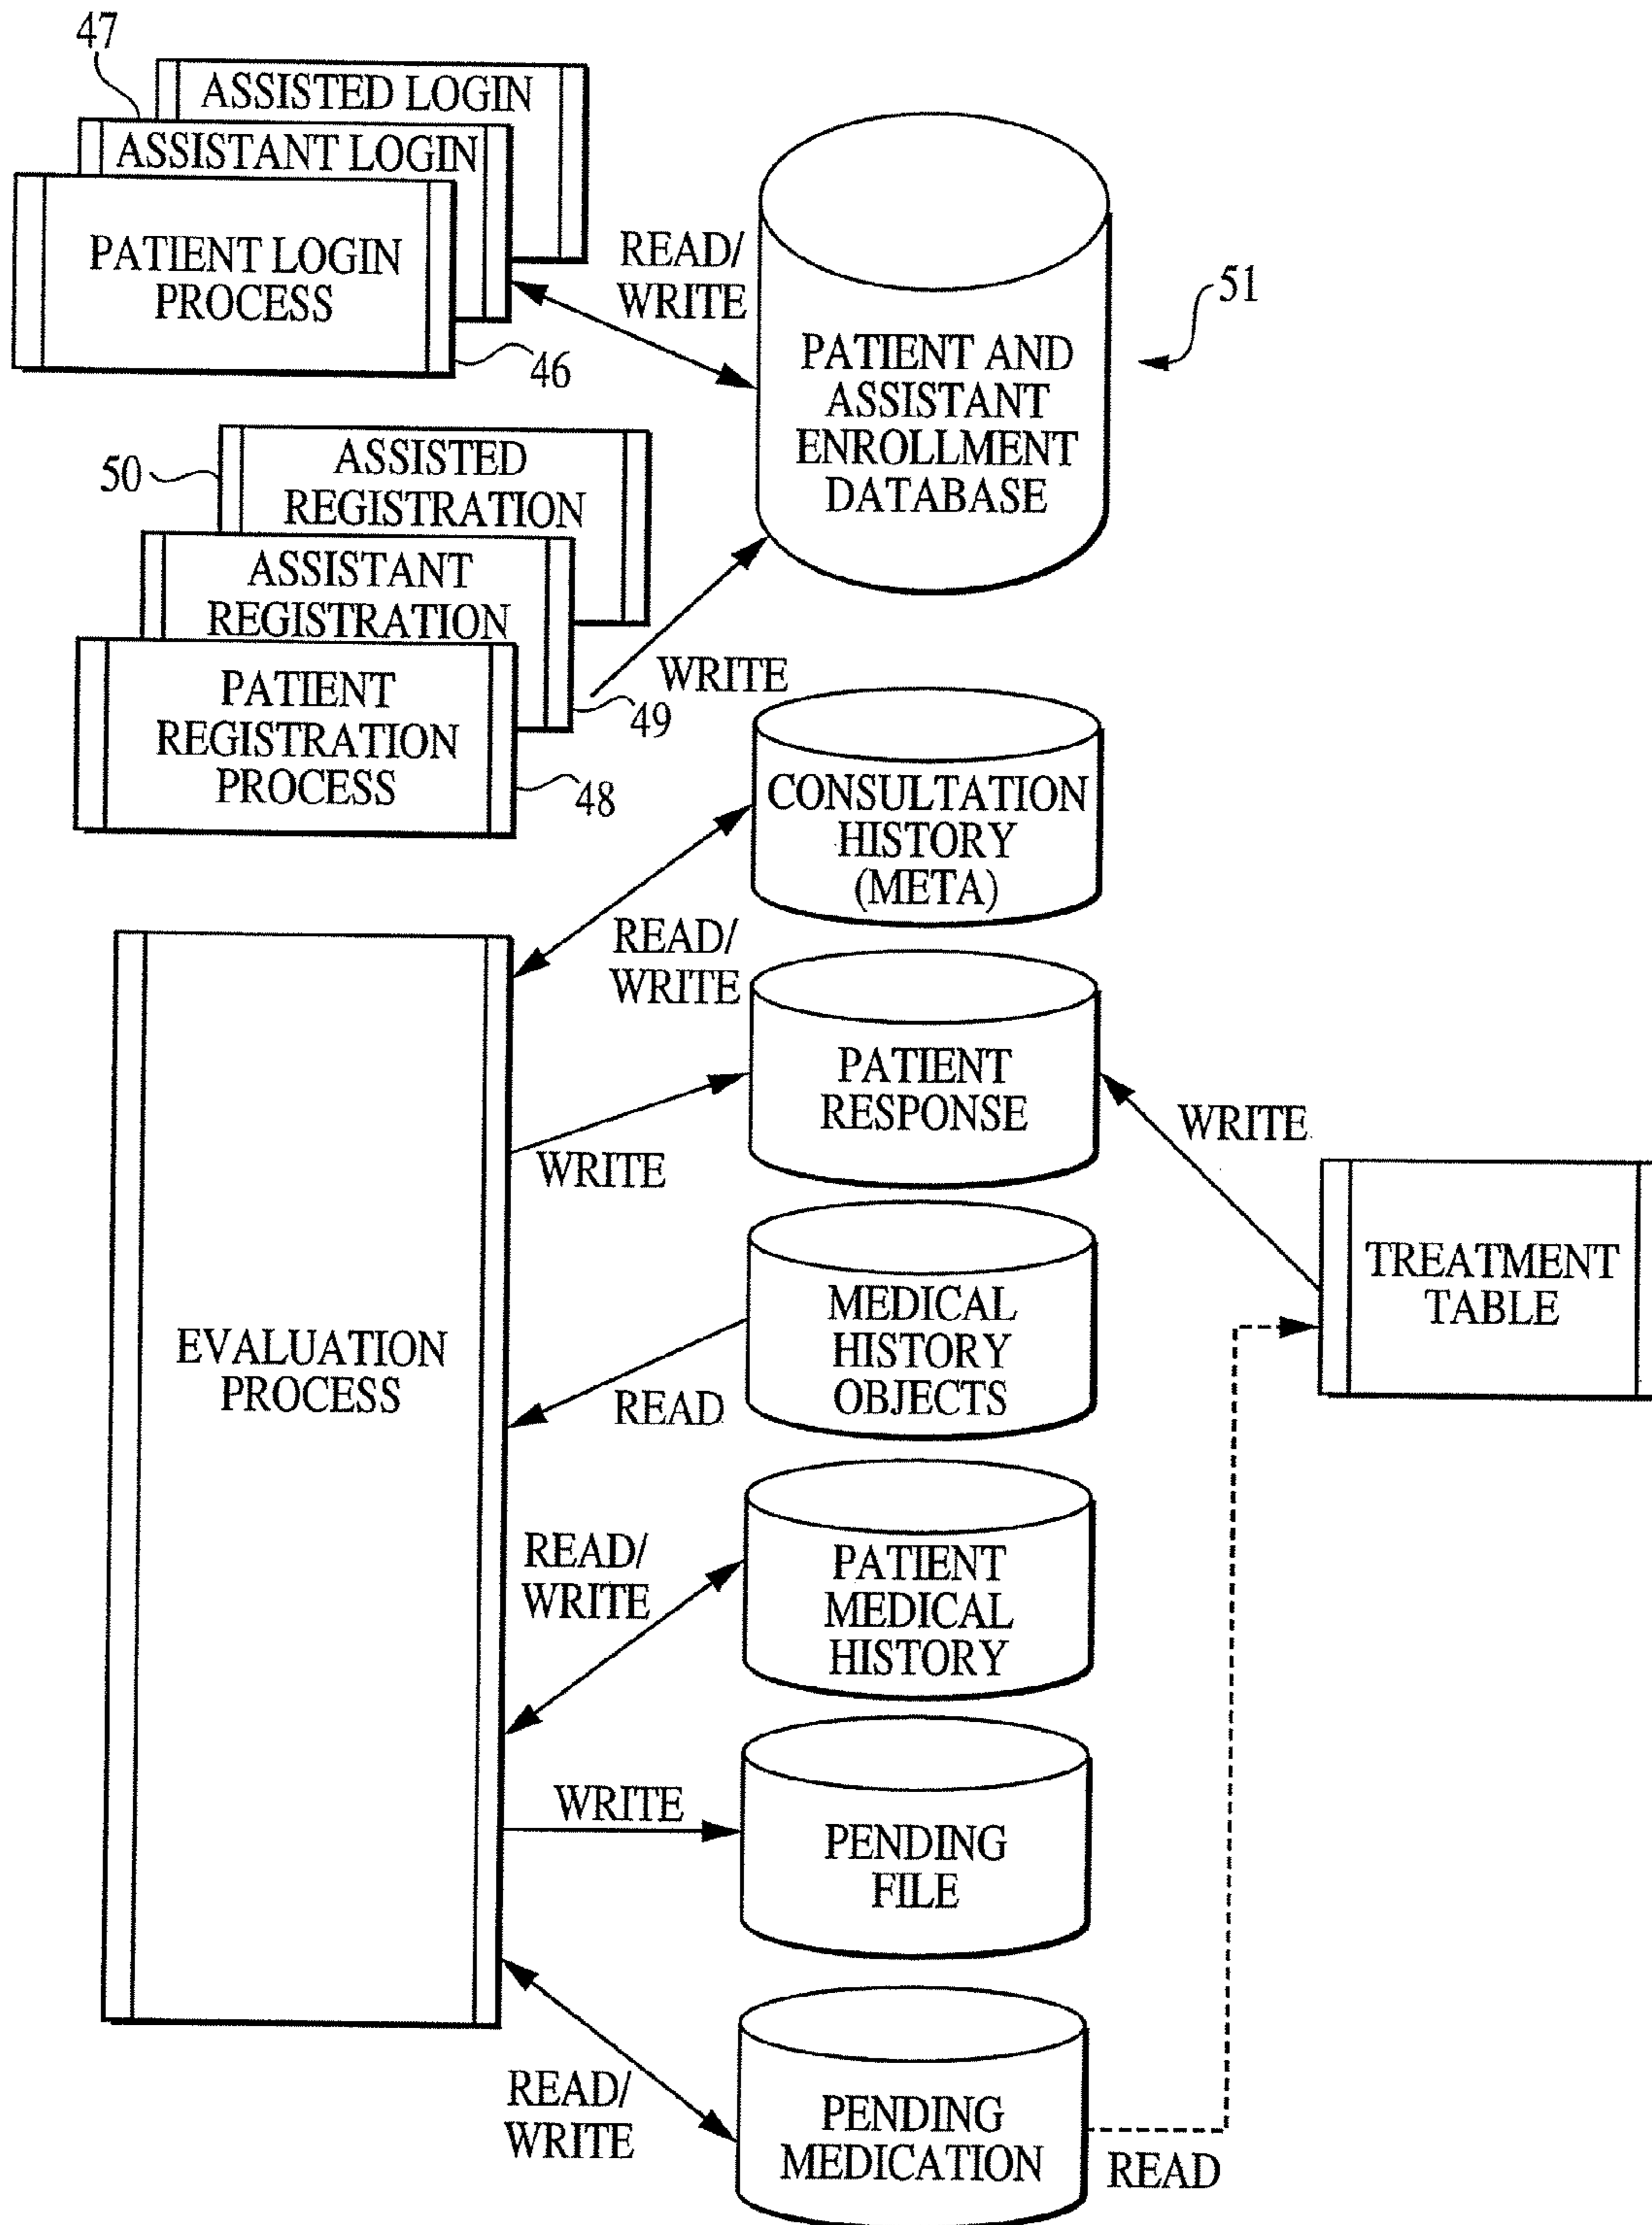 47
ASSISTED LOGIN
ASSISTANT LOGIN
PATIENT LOGIN
PROCESS
46
READ/
WRITE
51
PATIENT AND
ASSISTANT
ENROLLMENT
DATABASE
50
ASSISTED
REGISTRATION
ASSISTANT
REGISTRATION
PATIENT
REGISTRATION
PROCESS
49
48
WRITE
CONSULTATION
HISTORY
(META)
READ/
WRITE
PATIENT
RESPONSE
WRITE
WRITE
TREATMENT
TABLE
MEDICAL
HISTORY
OBJECTS
EVALUATION
PROCESS
READ
READ/
WRITE
PATIENT
MEDICAL
HISTORY
WRITE
PENDING
FILE
READ/
WRITE
PENDING
MEDICATION
READ